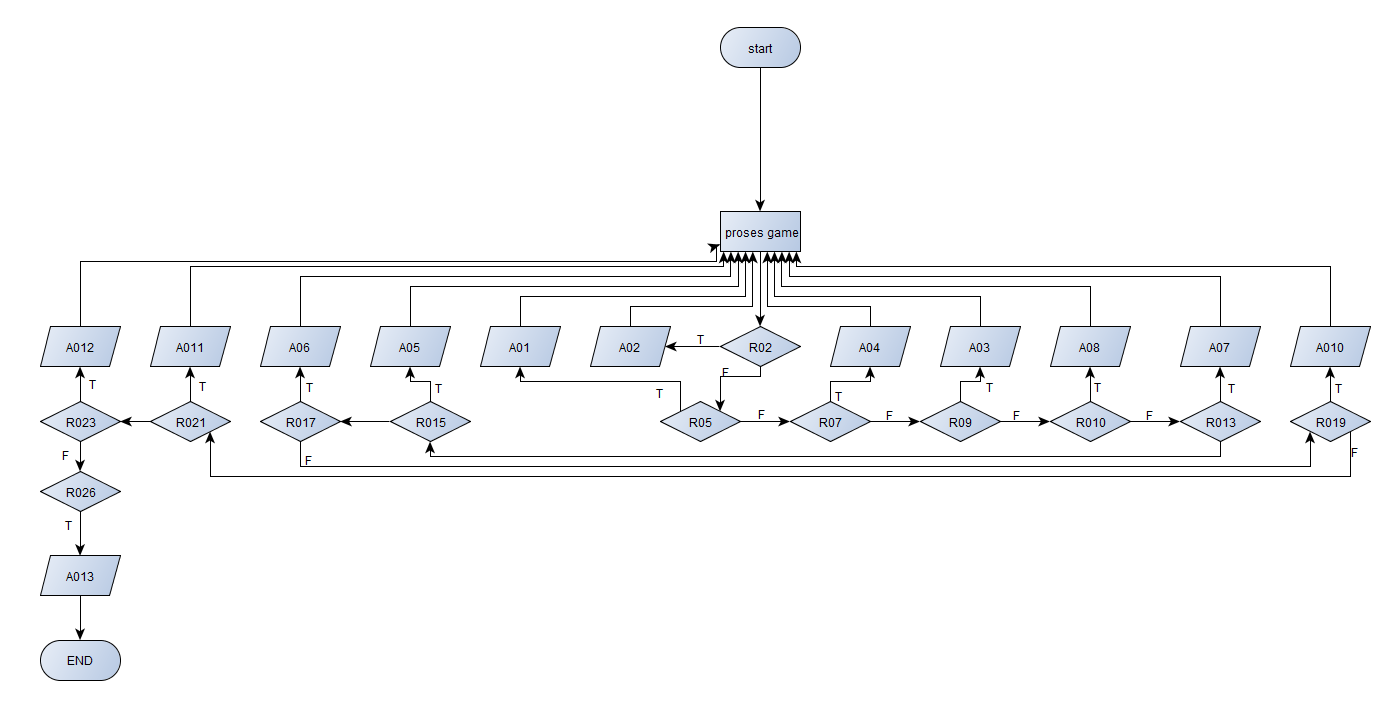 start
proses game
A012
A011
A06
A05
A01
A02
T
R02
A04
A03
A08
A07
A010
F
T
T
T
T
T
T
T
T
T
T
R023
R021
R017
R015
R05
F
R07
F
R09
F
R010
F
R013
R019
F
F
F
R026
T
A013
END